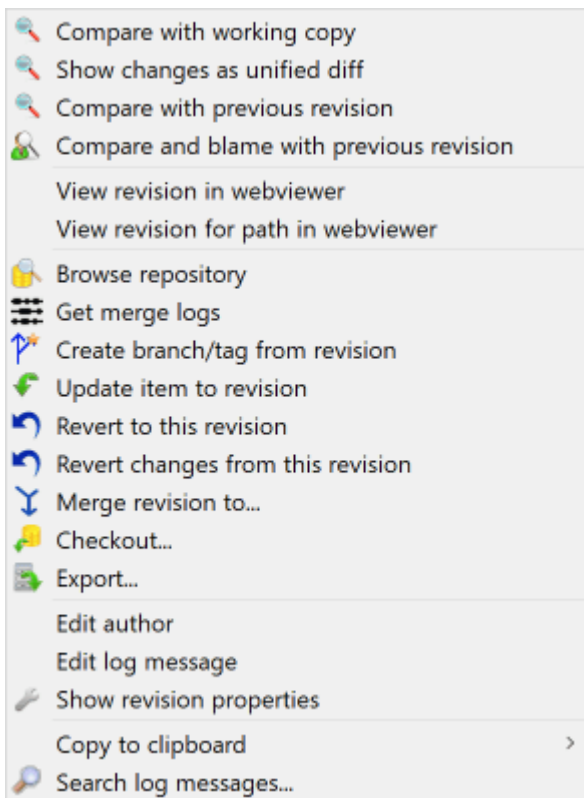 Compare with working copy
Show changes as unified diff
Compare with previous revision
Compare and blame with previous revision
View revision in webviewer
View revision for path in webviewer
Browse repository
Get merge logs
Create branch/tag from revision
Update item to revision
Revert to this revision
Revert changes from this revision
Merge revision to...
Checkout...
Export...
Edit author
Edit log message
Show revision properties
Copy to clipboard
Search log messages...